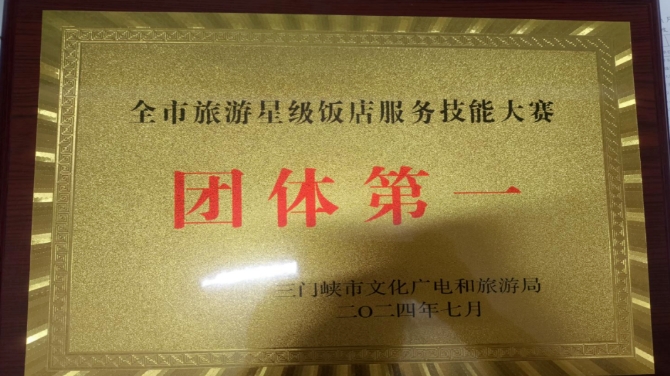 全市旅游星级饭店服务技能大赛
团体第一
三门峡市文化广电和旅游局
二〇二四年七月